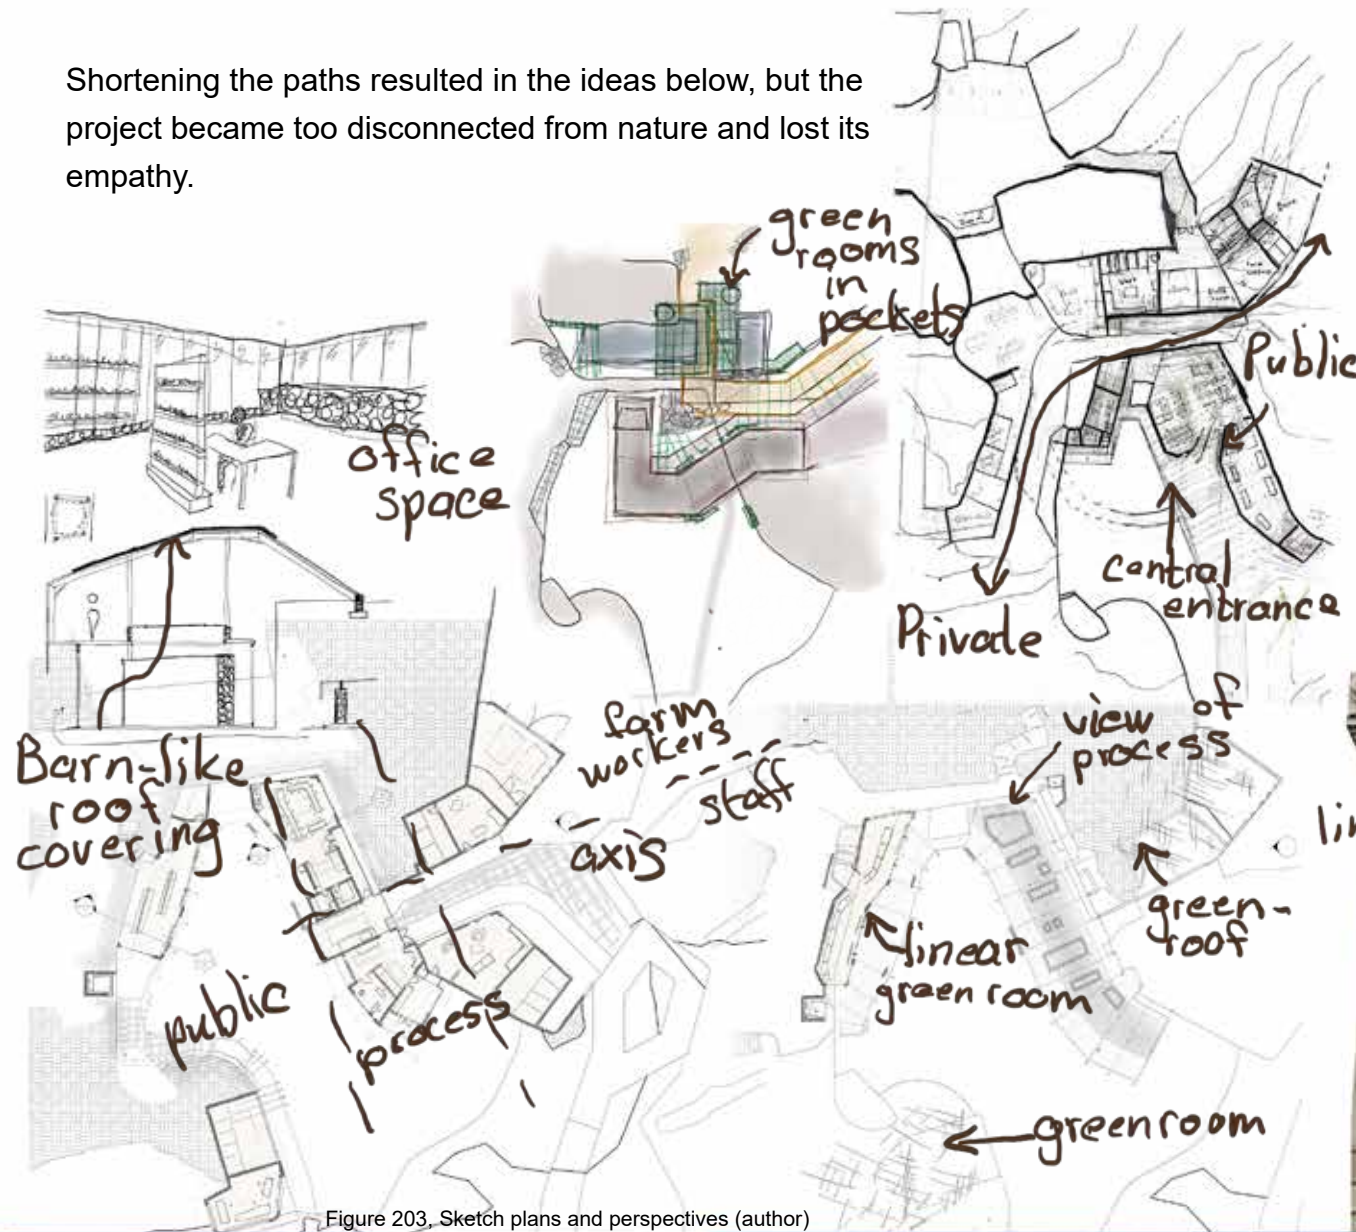 Shortening the paths resulted in the ideas below, but the
project became too disconnected from nature and lost its
empathy.
green
rooms
in
pockets
Public
office
space
central
entrance
Private
Barn-like
roof
covering
farm
workers
staff
axis
view of
process
green-
roof
linear
green room
public
process
greenroom
Figure 203, Sketch plans and perspectives (author)